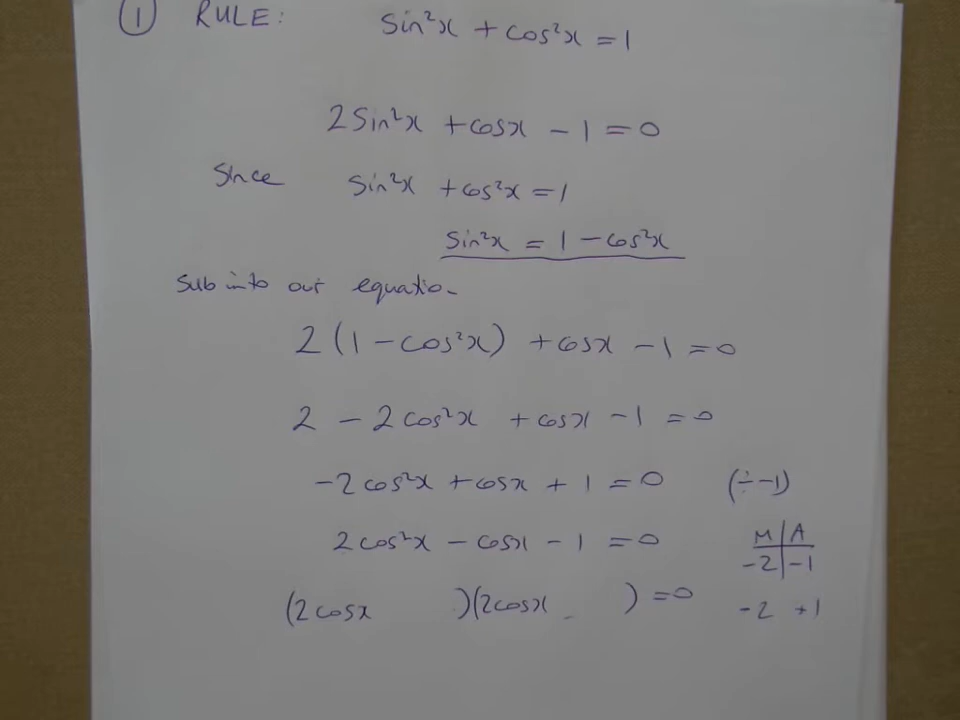 ① RULE: Sin²x + cos²x = 1
2Sin²x + cosx - 1 = 0
Since Sin²x + cos²x = 1
Sin²x = 1 - cos²x
Sub into our equatio-
2(1 - cos²x) + cosx - 1 = 0
2 - 2cos²x + cosx - 1 = 0
-2cos²x + cosx + 1 = 0 (÷ -1)
2cos²x - cosx - 1 = 0
M | A
-2 | -1
(2cosx )(2cosx ) = 0
-2 +1